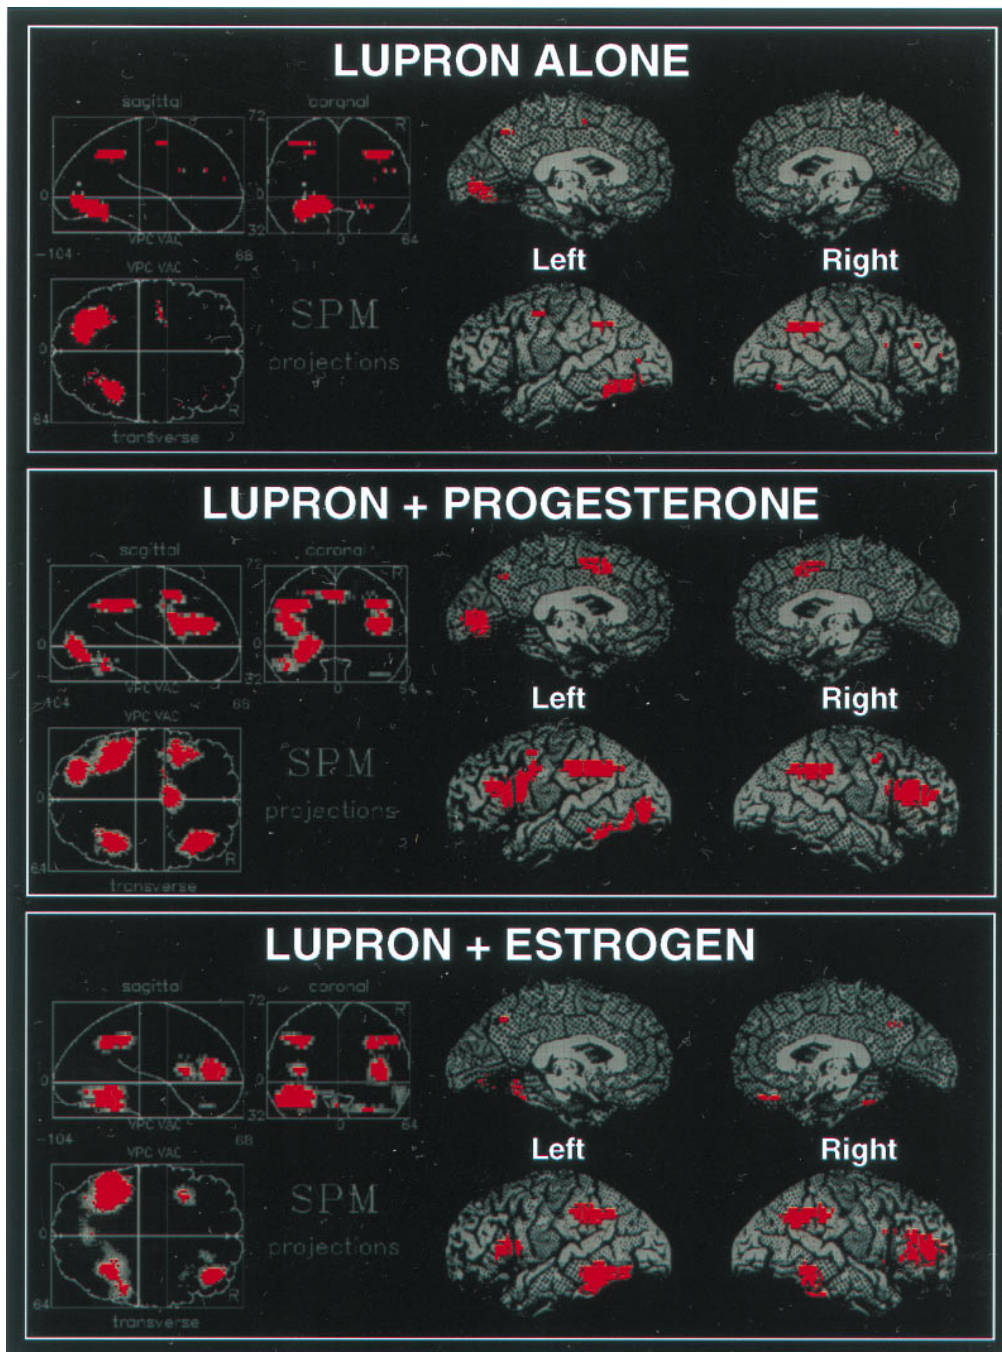 LUPRON ALONE
sagittal coronal
72
R
0 0
32
-104 VPC VAC 68 0 64
VPC VAC
Left Right
SPM
0
projections
64
R
transverse
LUPRON + PROGESTERONE
sagittal coronal
72
R
0 0
32
-104 VPC VAC 68 0 64
VPC VAC
Left Right
SPM
0
projections
64
R
transverse
LUPRON + ESTROGEN
sagittal coronal
72
R
0 0
32
-104 VPC VAC 68 0 64
VPC VAC
Left Right
SPM
0
projections
64
R
transverse